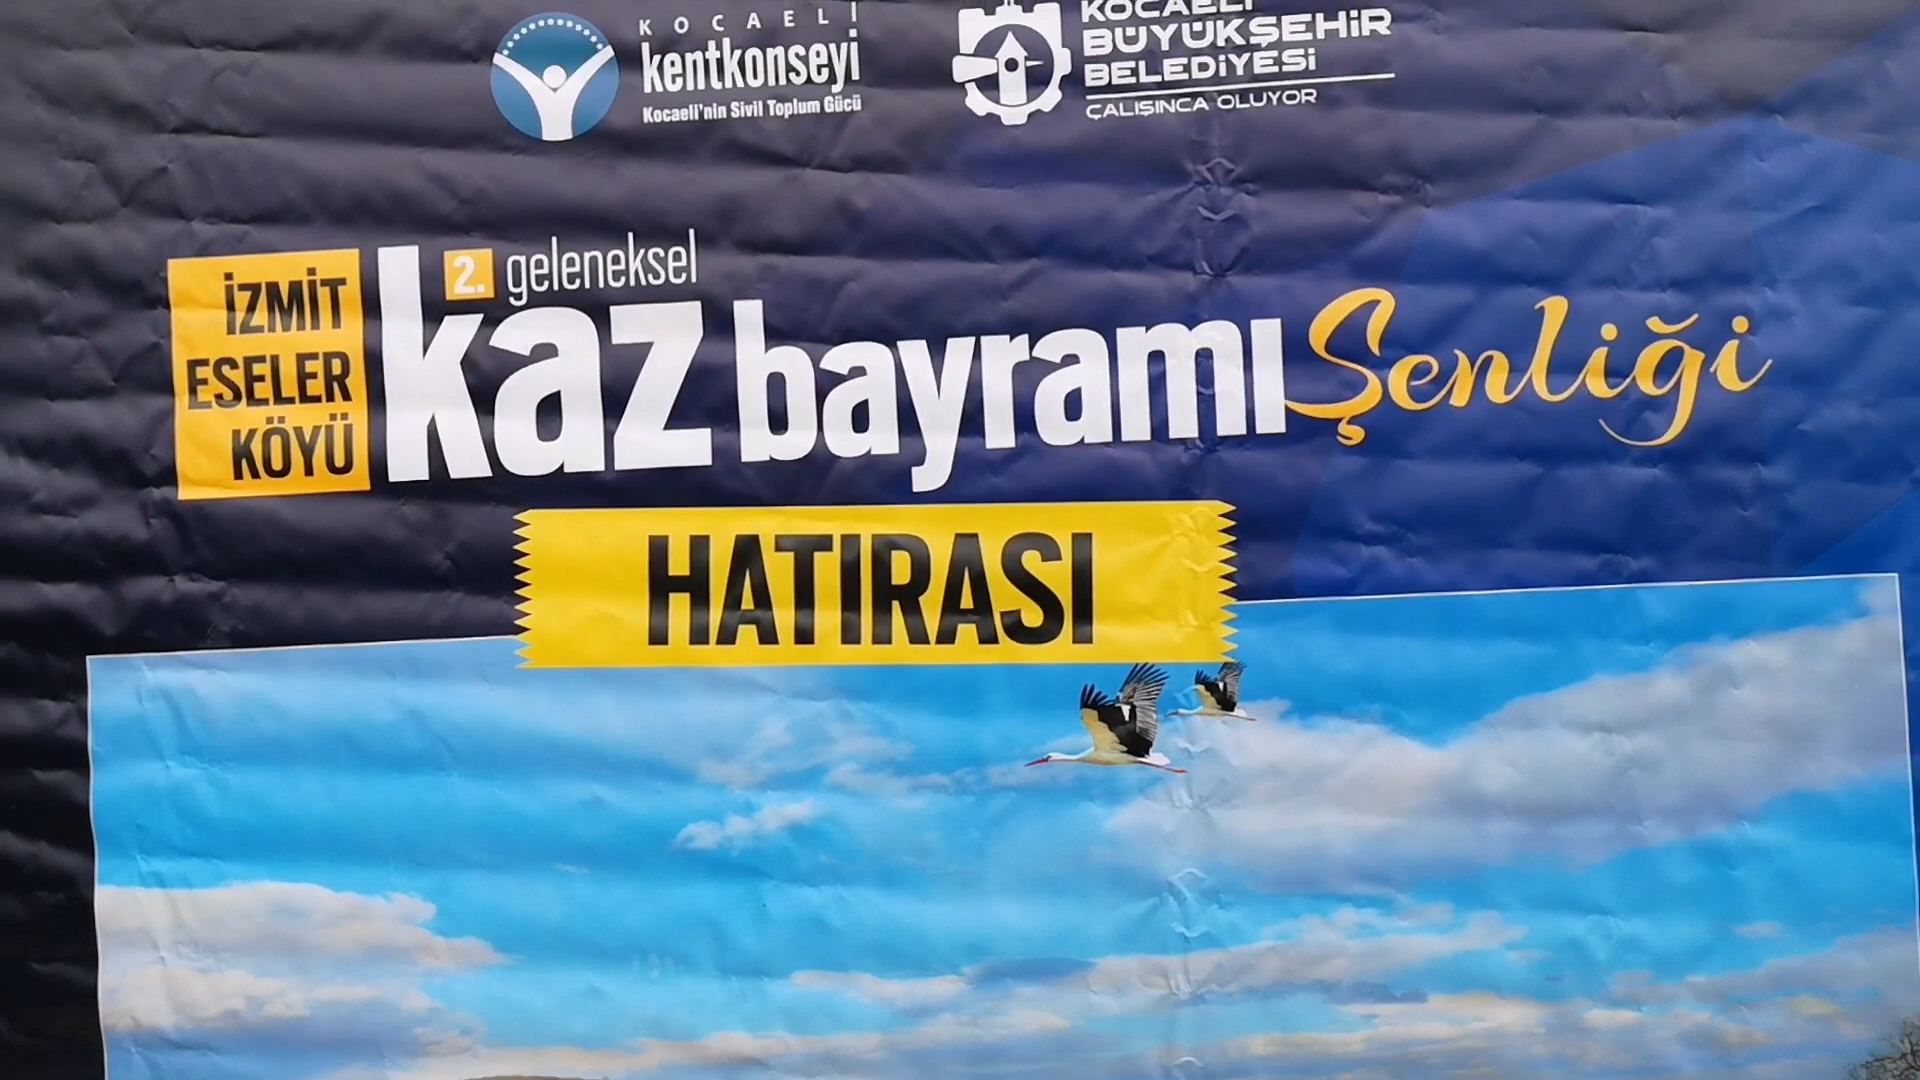 KOCAELİ
kentkonseyi
Kocaeli'nin Sivil Toplum Gücü
KOCAELİ
BÜYÜKŞEHİR
BELEDİYESİ
ÇALIŞINCA OLUYOR
İZMİT
ESELER
KÖYÜ
2. geleneksel
kaz bayramı Şenliği
HATIRASI